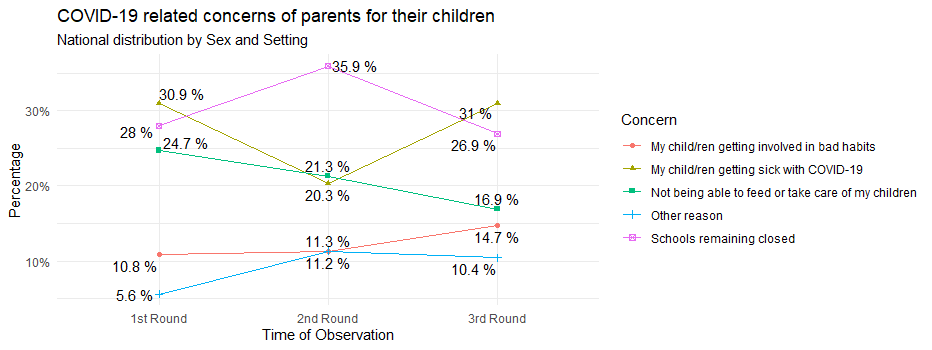 COVID-19 related concerns of parents for their children
National distribution by Sex and Setting
Percentage
30%
20%
10%
30.9 %
28 %
24.7 %
10.8 %
5.6 %
35.9 %
21.3 %
20.3 %
11.3 %
11.2 %
31 %
26.9 %
16.9 %
14.7 %
10.4 %
1st Round
2nd Round
3rd Round
Time of Observation
Concern
My child/ren getting involved in bad habits
My child/ren getting sick with COVID-19
Not being able to feed or take care of my children
Other reason
Schools remaining closed